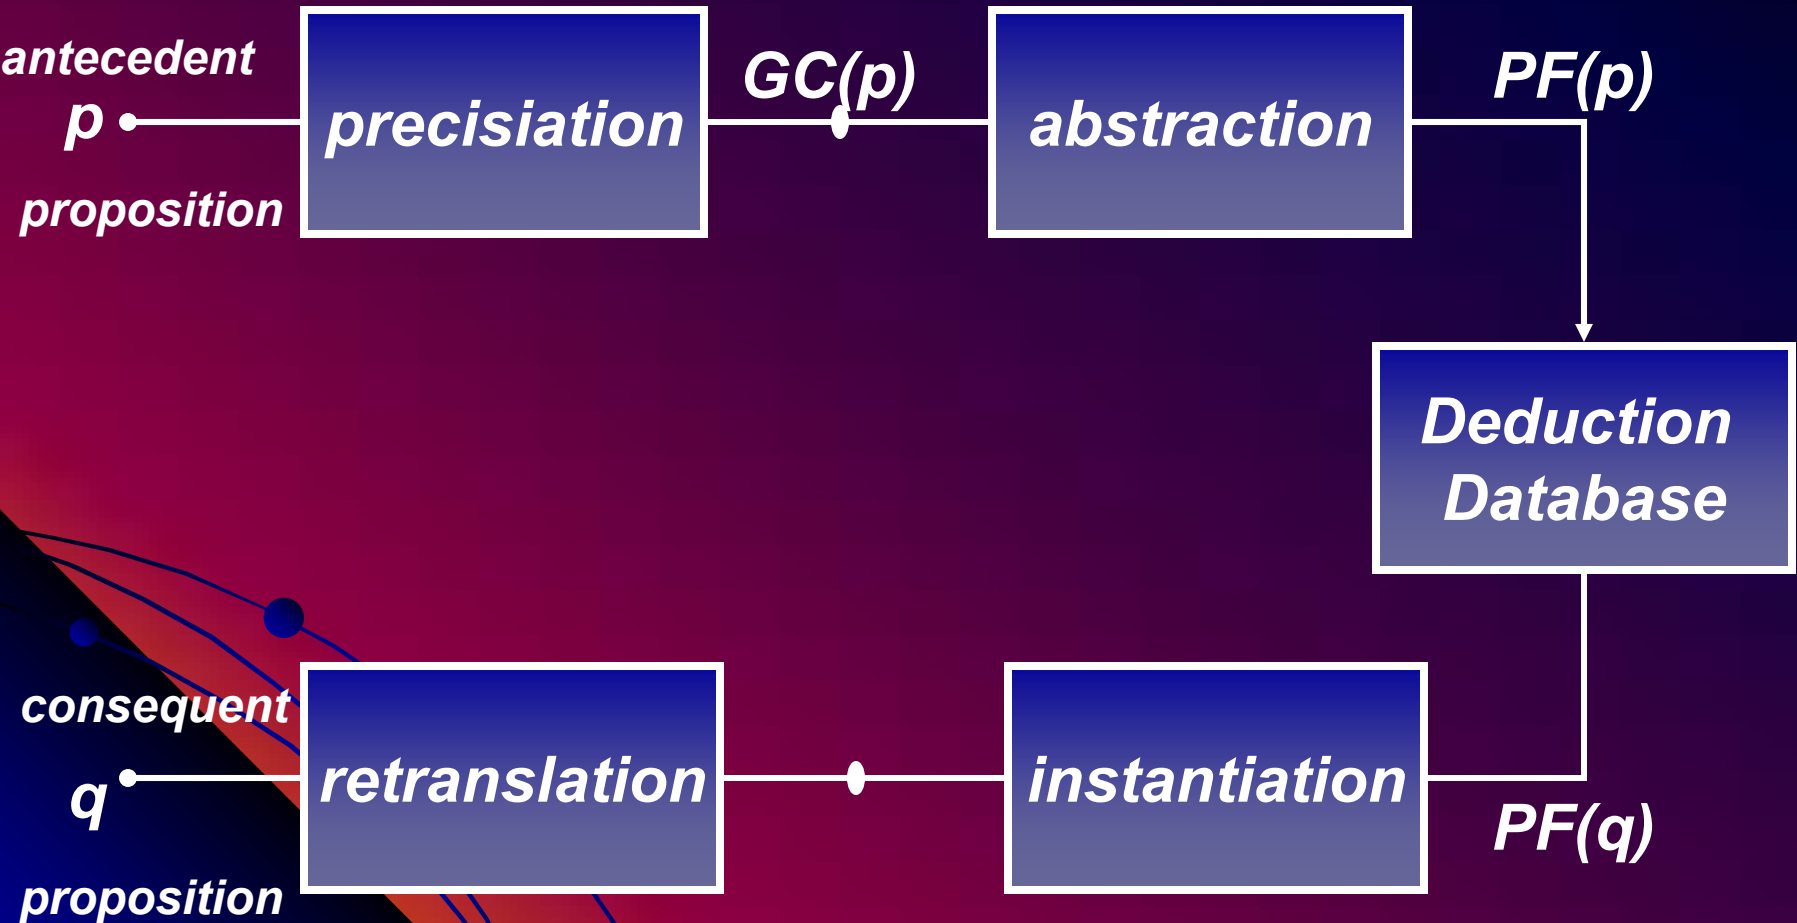 antecedent
p
proposition
precisiation
GC(p)
abstraction
PF(p)
Deduction
Database
consequent
q
proposition
retranslation
instantiation
PF(q)